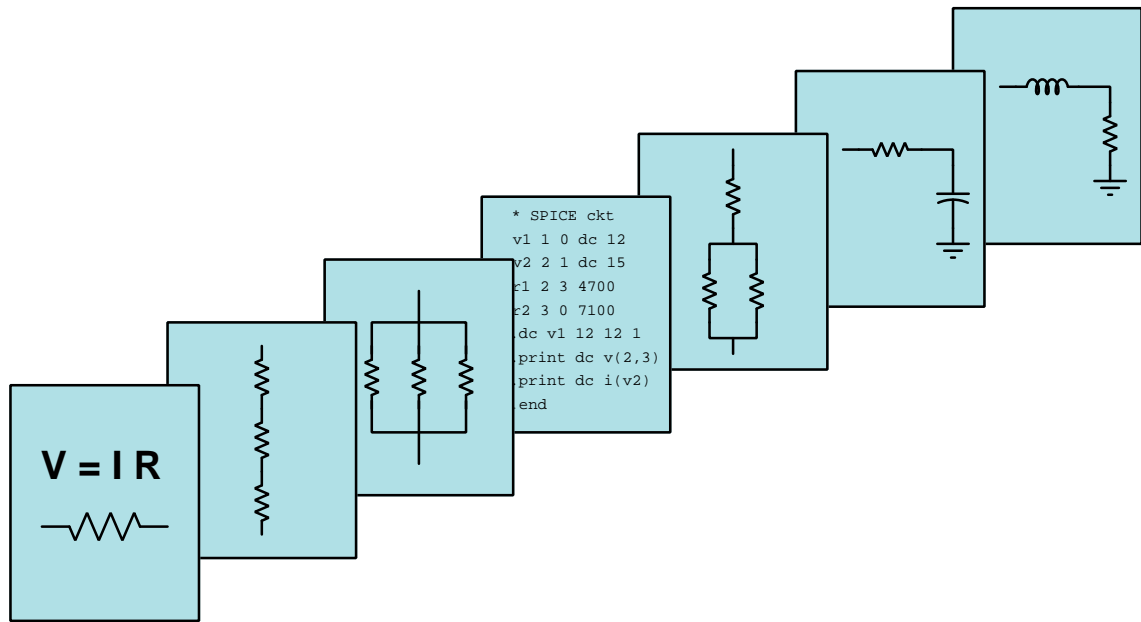 * SPICE ckt
v1 1 0 dc 12
v2 2 1 dc 15
r1 2 3 4700
r2 3 0 7100
.dc v1 12 12 1
.print dc v(2,3)
.print dc i(v2)
.end
V = I R